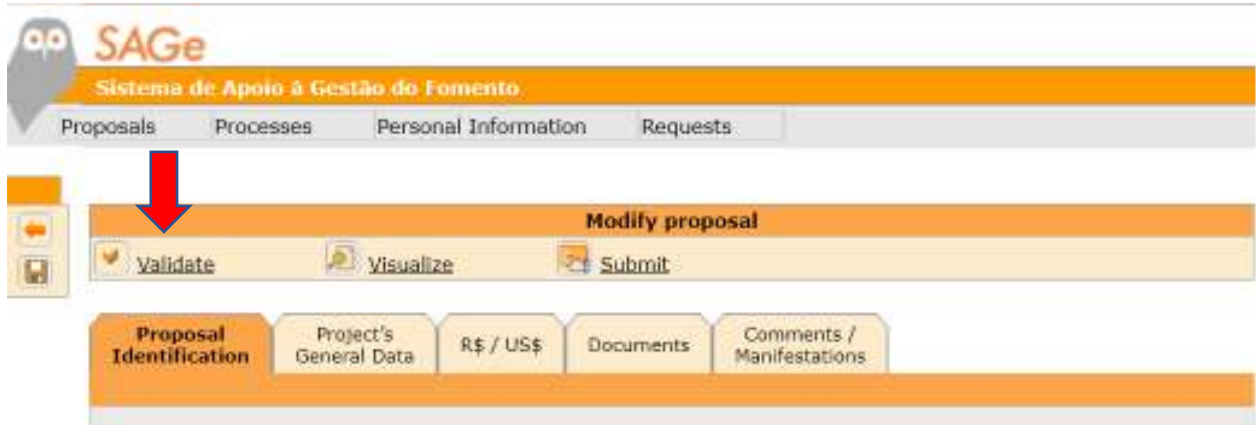 SAGe
Sistema de Apoio à Gestão do Fomento
Proposals Processes Personal Information Requests
Modify proposal
Validate Visualize Submit
Proposal Identification
Project's General Data
R$ / US$
Documents
Comments / Manifestations